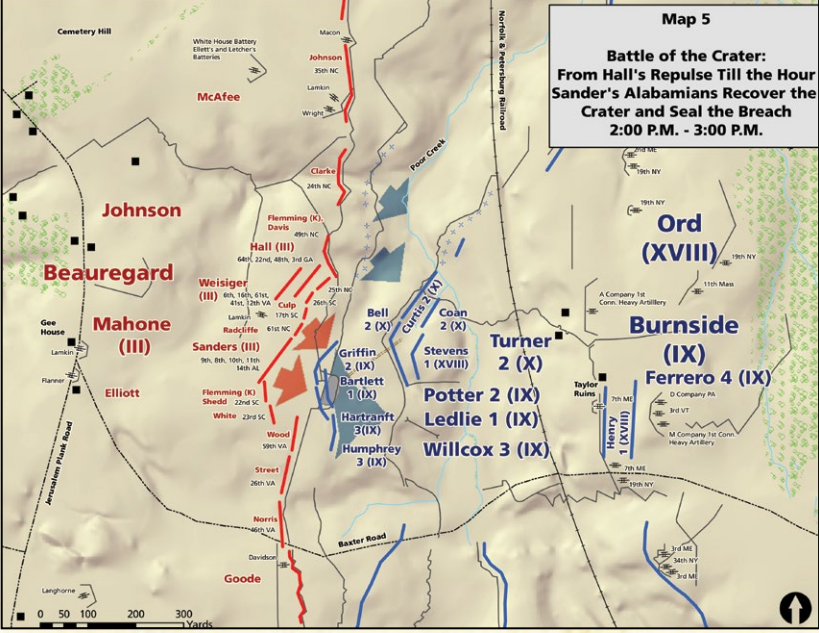 Map 5
Battle of the Crater:
From Hall's Repulse Till the Hour
Sander's Alabamians Recover the
Crater and Seal the Breach
2:00 P.M. - 3:00 P.M.
Cemetery Hill
White House Battery
Ellett's and Letcher's
Batteries
McAfee
Macon
Johnson
35th NC
Lamkin
Wright
Norfolk & Petersburg Railroad
Poor Creek
Clarke
24th NC
2nd ME
19th NY
19th NY
Johnson
Flemming (K).
Davis
49th NC
Hall (III)
64th, 22nd, 48th, 3rd GA
Ord
(XVIII)
19th NY
11th Mass
Beauregard
Weisiger
(III)
6th, 16th, 61st,
41st, 12th VA
Lamkin
Culp
17th SC
25th NC
26th SC
Radcliffe
61st NC
Bell
2 (X)
Curtis 2 (X)
Coan
2 (X)
A Company 1st
Conn. Heavy Artilllery
Gee
House
Mahone
(III)
Lamkin
Flanner
Sanders (III)
9th, 8th, 10th, 11th
14th AL
Griffin
2 (IX)
Stevens
1 (XVIII)
Turner
2 (X)
Burnside
(IX)
Ferrero 4 (IX)
Elliott
Flemming (K)
Shedd
22nd SC
White
23rd SC
Bartlett
1 (IX)
Potter 2 (IX)
Taylor
Ruins
7th ME
Henry
1 (XVIII)
D Company PA
3rd VT
M Company 1st Conn.
Heavy Artillery
Hartranft
3(IX)
Ledlie 1 (IX)
Wood
59th VA
Humphrey
3 (IX)
Willcox 3 (IX)
7th ME
19th NY
Jerusalem Plank Road
Street
26th VA
Norris
46th VA
Baxter Road
Davidson
Goode
3rd ME
34th NY
3rd ME
Langhorne
0 50 100 200 300
Yards